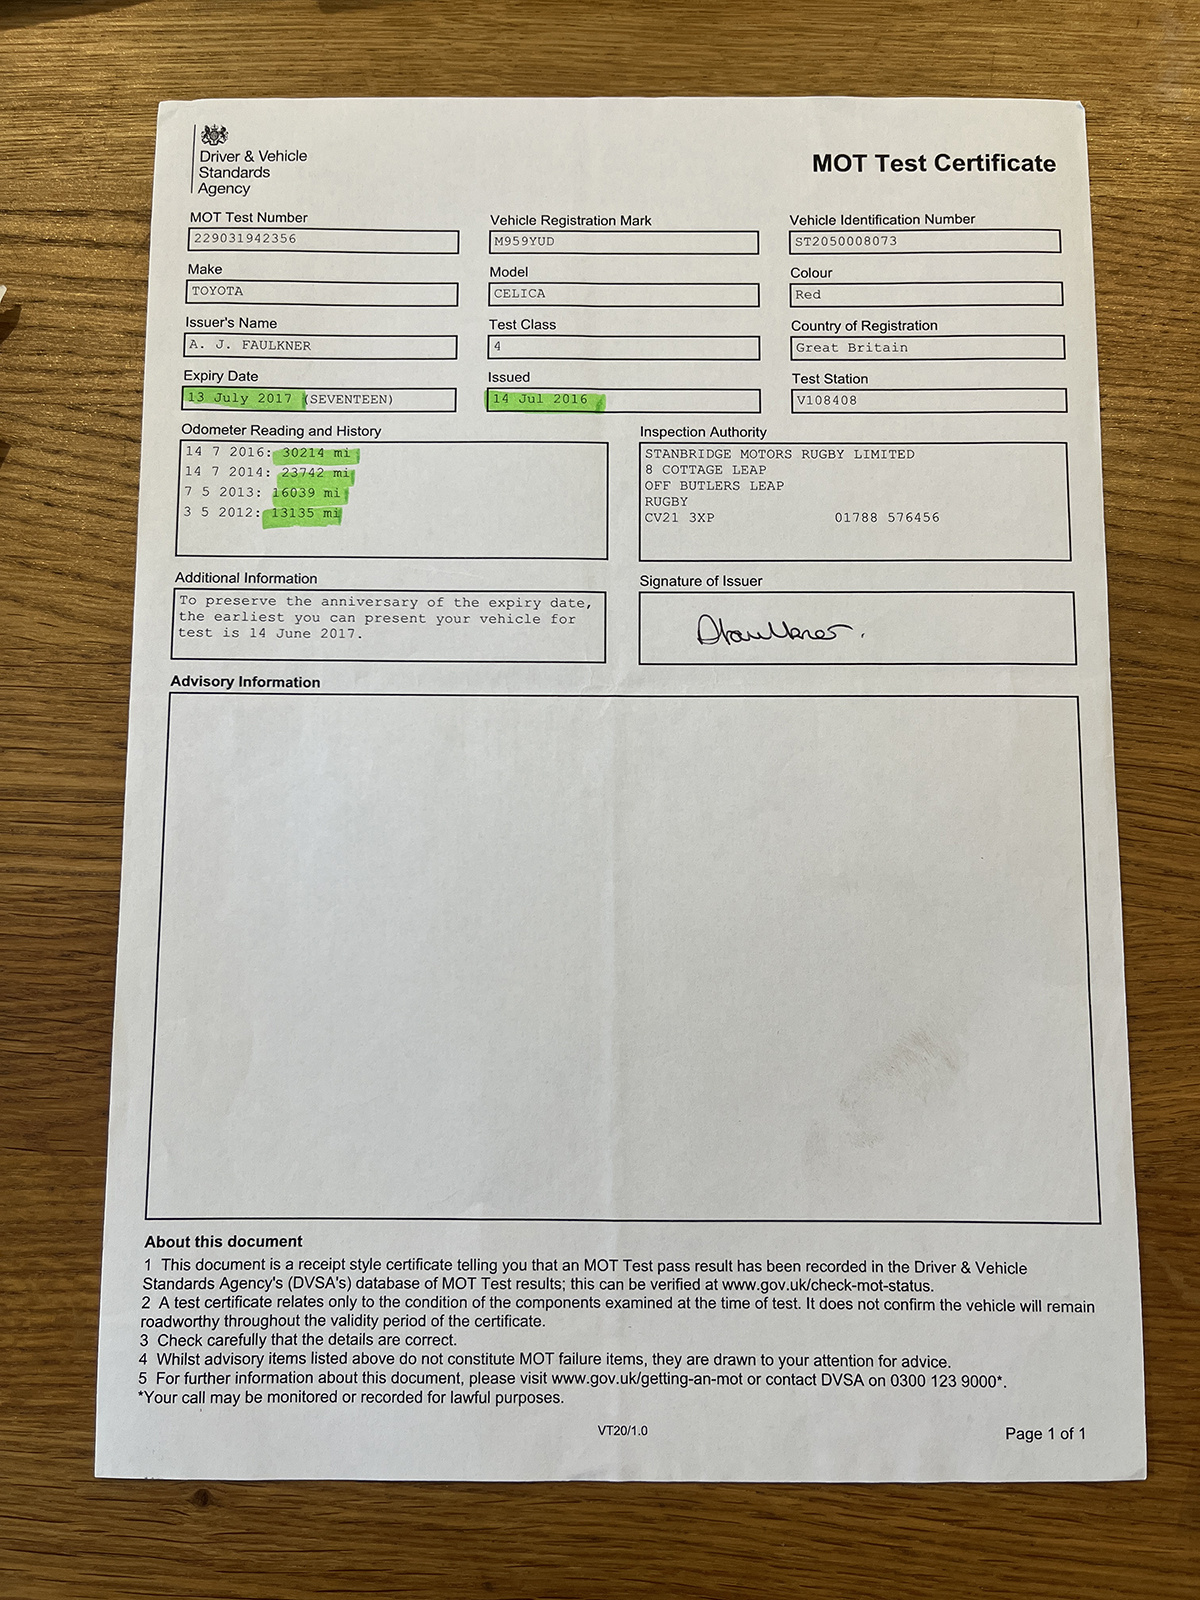 Driver & Vehicle
Standards
Agency
MOT Test Certificate
MOT Test Number
229031942356
Vehicle Registration Mark
M959YUD
Vehicle Identification Number
ST2050008073
Make
TOYOTA
Model
CELICA
Colour
Red
Issuer's Name
A. J. FAULKNER
Test Class
4
Country of Registration
Great Britain
Expiry Date
13 July 2017 (SEVENTEEN)
Issued
14 Jul 2016
Test Station
V108408
Odometer Reading and History
14 7 2016: 30214 mi
14 7 2014: 23742 mi
7 5 2013: 16039 mi
3 5 2012: 13135 mi
Inspection Authority
STANBRIDGE MOTORS RUGBY LIMITED
8 COTTAGE LEAP
OFF BUTLERS LEAP
RUGBY
CV21 3XP 01788 576456
Additional Information
To preserve the anniversary of the expiry date,
the earliest you can present your vehicle for
test is 14 June 2017.
Signature of Issuer
AFaulkner.
Advisory Information
About this document
1 This document is a receipt style certificate telling you that an MOT Test pass result has been recorded in the Driver & Vehicle
Standards Agency's (DVSA's) database of MOT Test results; this can be verified at www.gov.uk/check-mot-status.
2 A test certificate relates only to the condition of the components examined at the time of test. It does not confirm the vehicle will remain
roadworthy throughout the validity period of the certificate.
3 Check carefully that the details are correct.
4 Whilst advisory items listed above do not constitute MOT failure items, they are drawn to your attention for advice.
5 For further information about this document, please visit www.gov.uk/getting-an-mot or contact DVSA on 0300 123 9000*.
*Your call may be monitored or recorded for lawful purposes.
VT20/1.0
Page 1 of 1